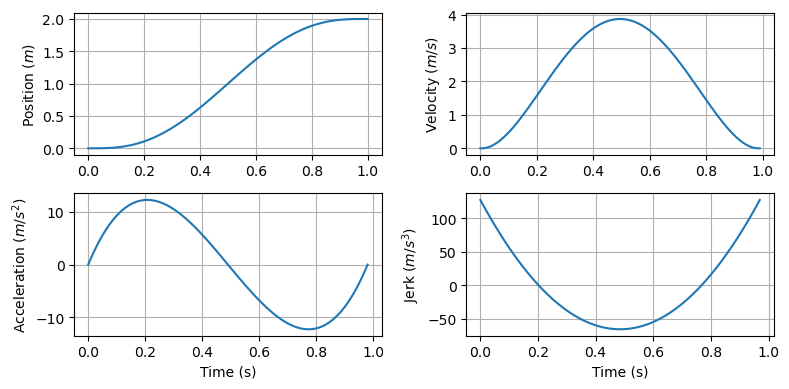 Position (m)
2.0
1.5
1.0
0.5
0.0
0.0 0.2 0.4 0.6 0.8 1.0
Velocity (m/s)
4
3
2
1
0
0.0 0.2 0.4 0.6 0.8 1.0
Acceleration (m/s²)
10
0
−10
0.0 0.2 0.4 0.6 0.8 1.0
Time (s)
Jerk (m/s³)
100
50
0
−50
0.0 0.2 0.4 0.6 0.8 1.0
Time (s)